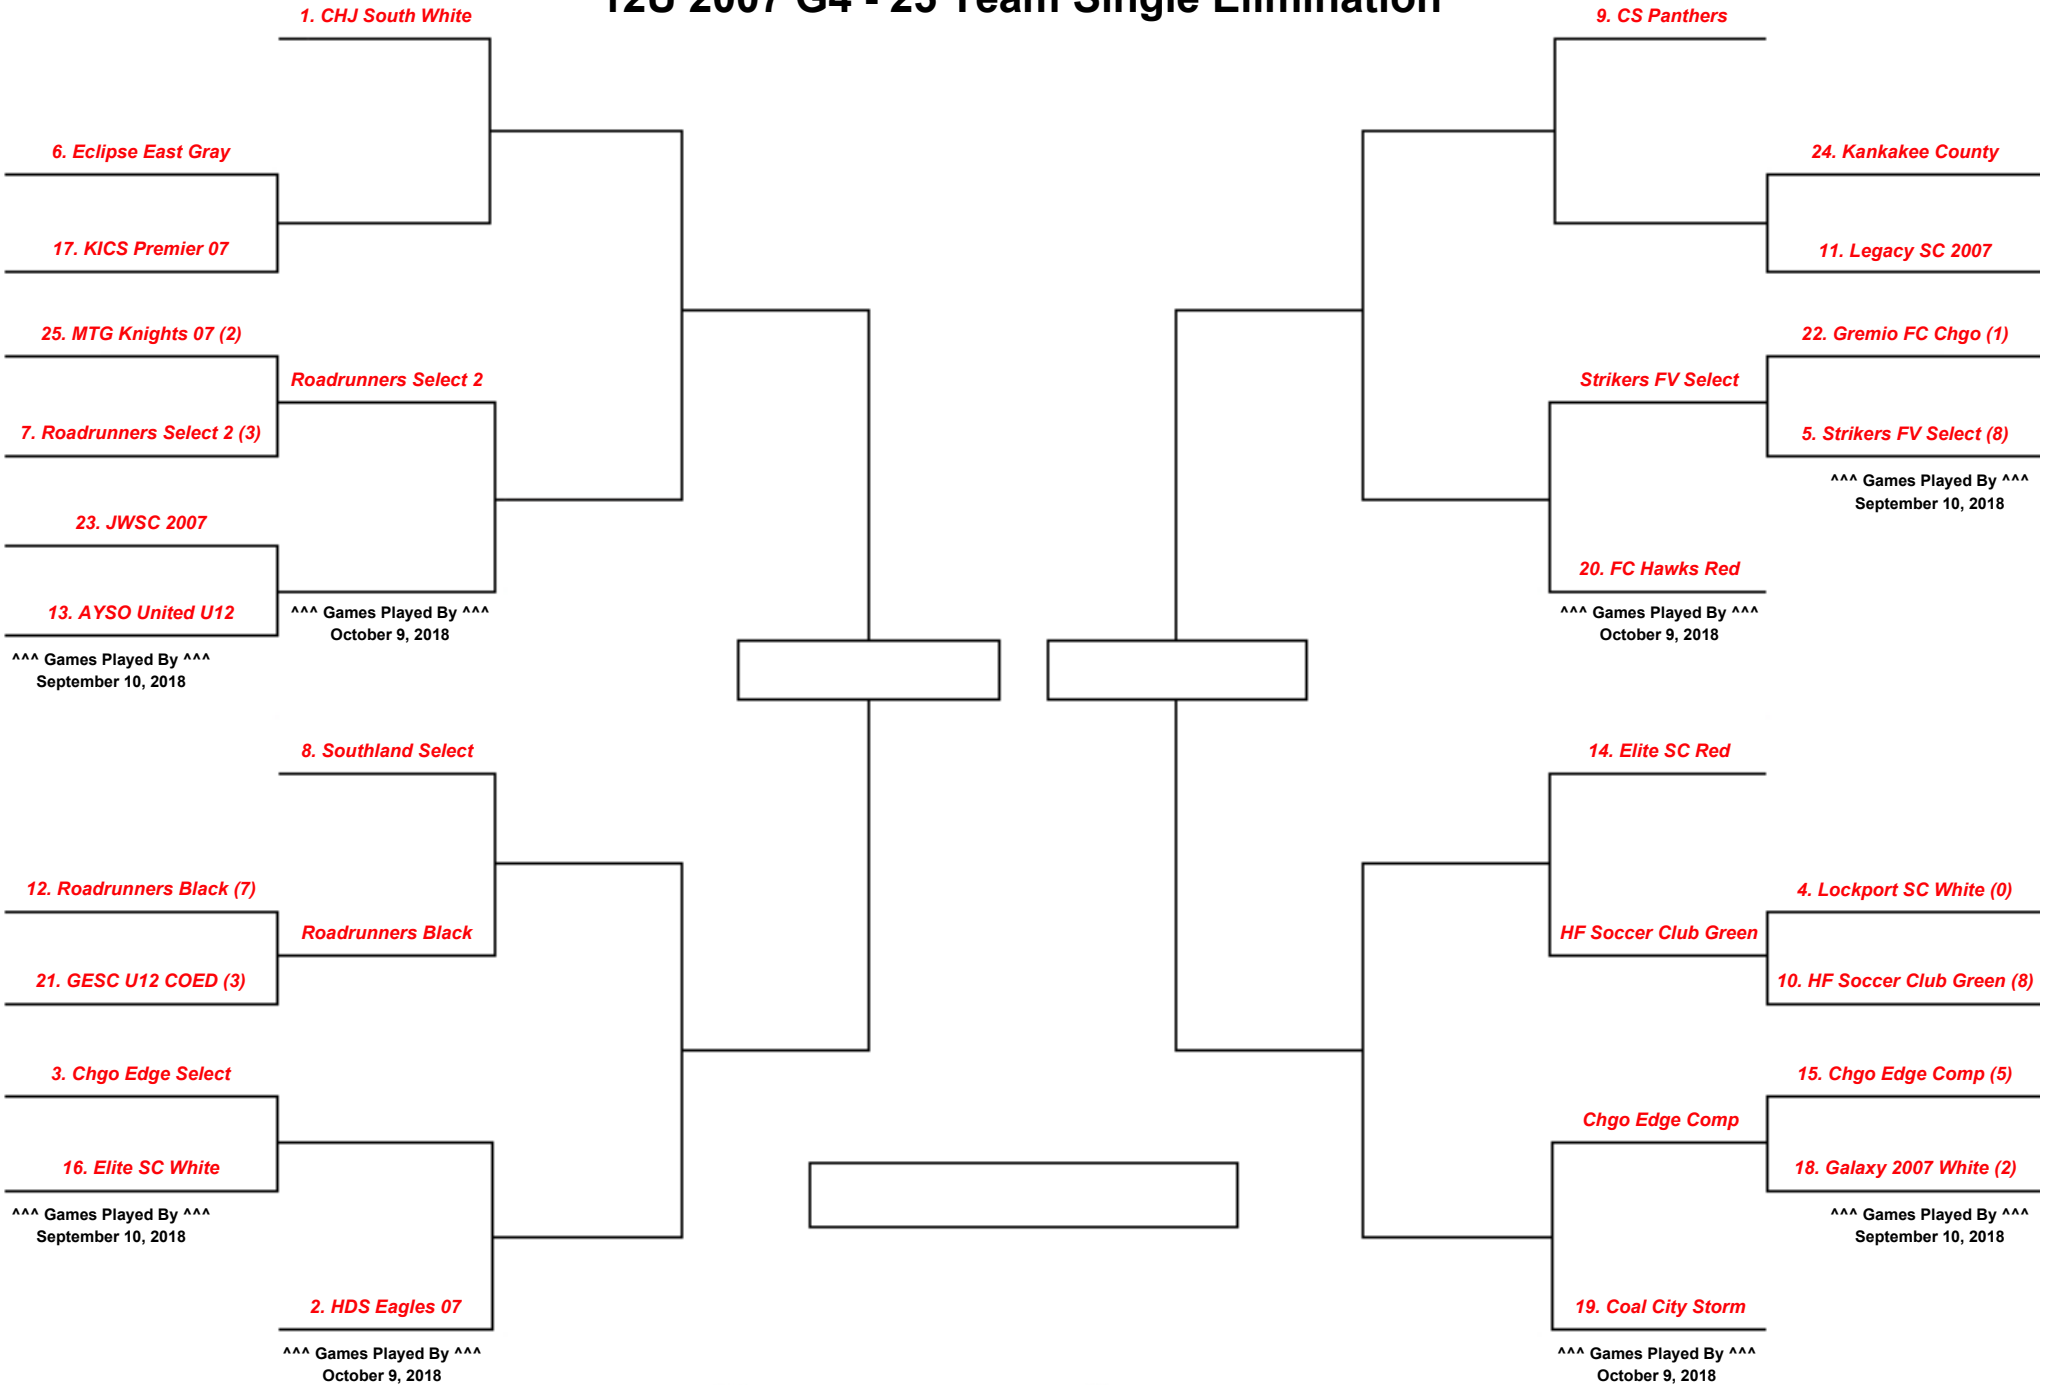 12U 2007 G4 - 25 Team Single Elimination
1. CHJ South White
9. CS Panthers
6. Eclipse East Gray
24. Kankakee County
17. KICS Premier 07
11. Legacy SC 2007
25. MTG Knights 07 (2)
22. Gremio FC Chgo (1)
Roadrunners Select 2
Strikers FV Select
7. Roadrunners Select 2 (3)
5. Strikers FV Select (8)
^^^ Games Played By ^^^
September 10, 2018
23. JWSC 2007
20. FC Hawks Red
13. AYSO United U12
^^^ Games Played By ^^^
October 9, 2018
^^^ Games Played By ^^^
October 9, 2018
^^^ Games Played By ^^^
September 10, 2018
8. Southland Select
14. Elite SC Red
12. Roadrunners Black (7)
4. Lockport SC White (0)
Roadrunners Black
HF Soccer Club Green
21. GESC U12 COED (3)
10. HF Soccer Club Green (8)
3. Chgo Edge Select
15. Chgo Edge Comp (5)
Chgo Edge Comp
16. Elite SC White
18. Galaxy 2007 White (2)
^^^ Games Played By ^^^
September 10, 2018
^^^ Games Played By ^^^
September 10, 2018
2. HDS Eagles 07
19. Coal City Storm
^^^ Games Played By ^^^
October 9, 2018
^^^ Games Played By ^^^
October 9, 2018